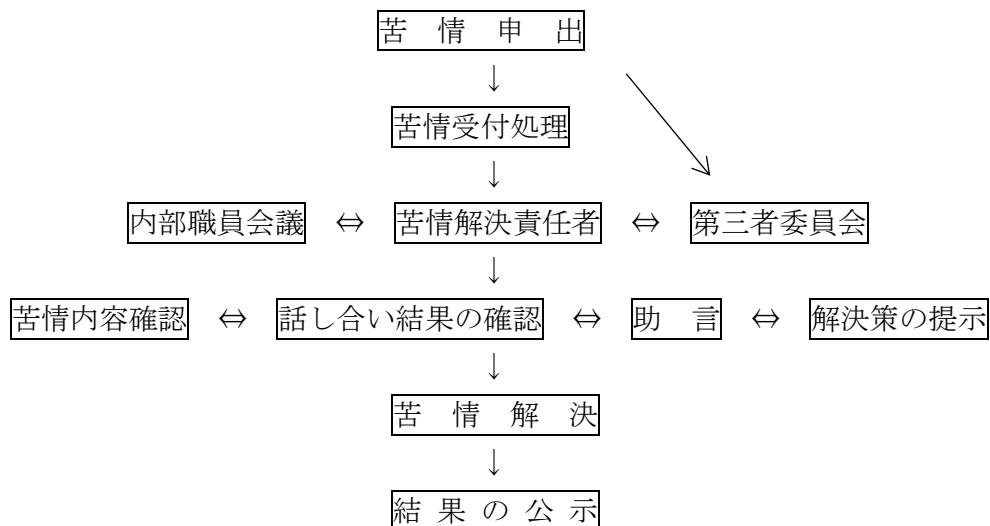 苦　情　申　出
↓
苦情受付処理
↓
内部職員会議　⇔　苦情解決責任者　⇔　第三者委員会
↓
苦情内容確認　⇔　話し合い結果の確認　⇔　助　言　⇔　解決策の提示
↓
苦　情　解　決
↓
結 果 の 公 示